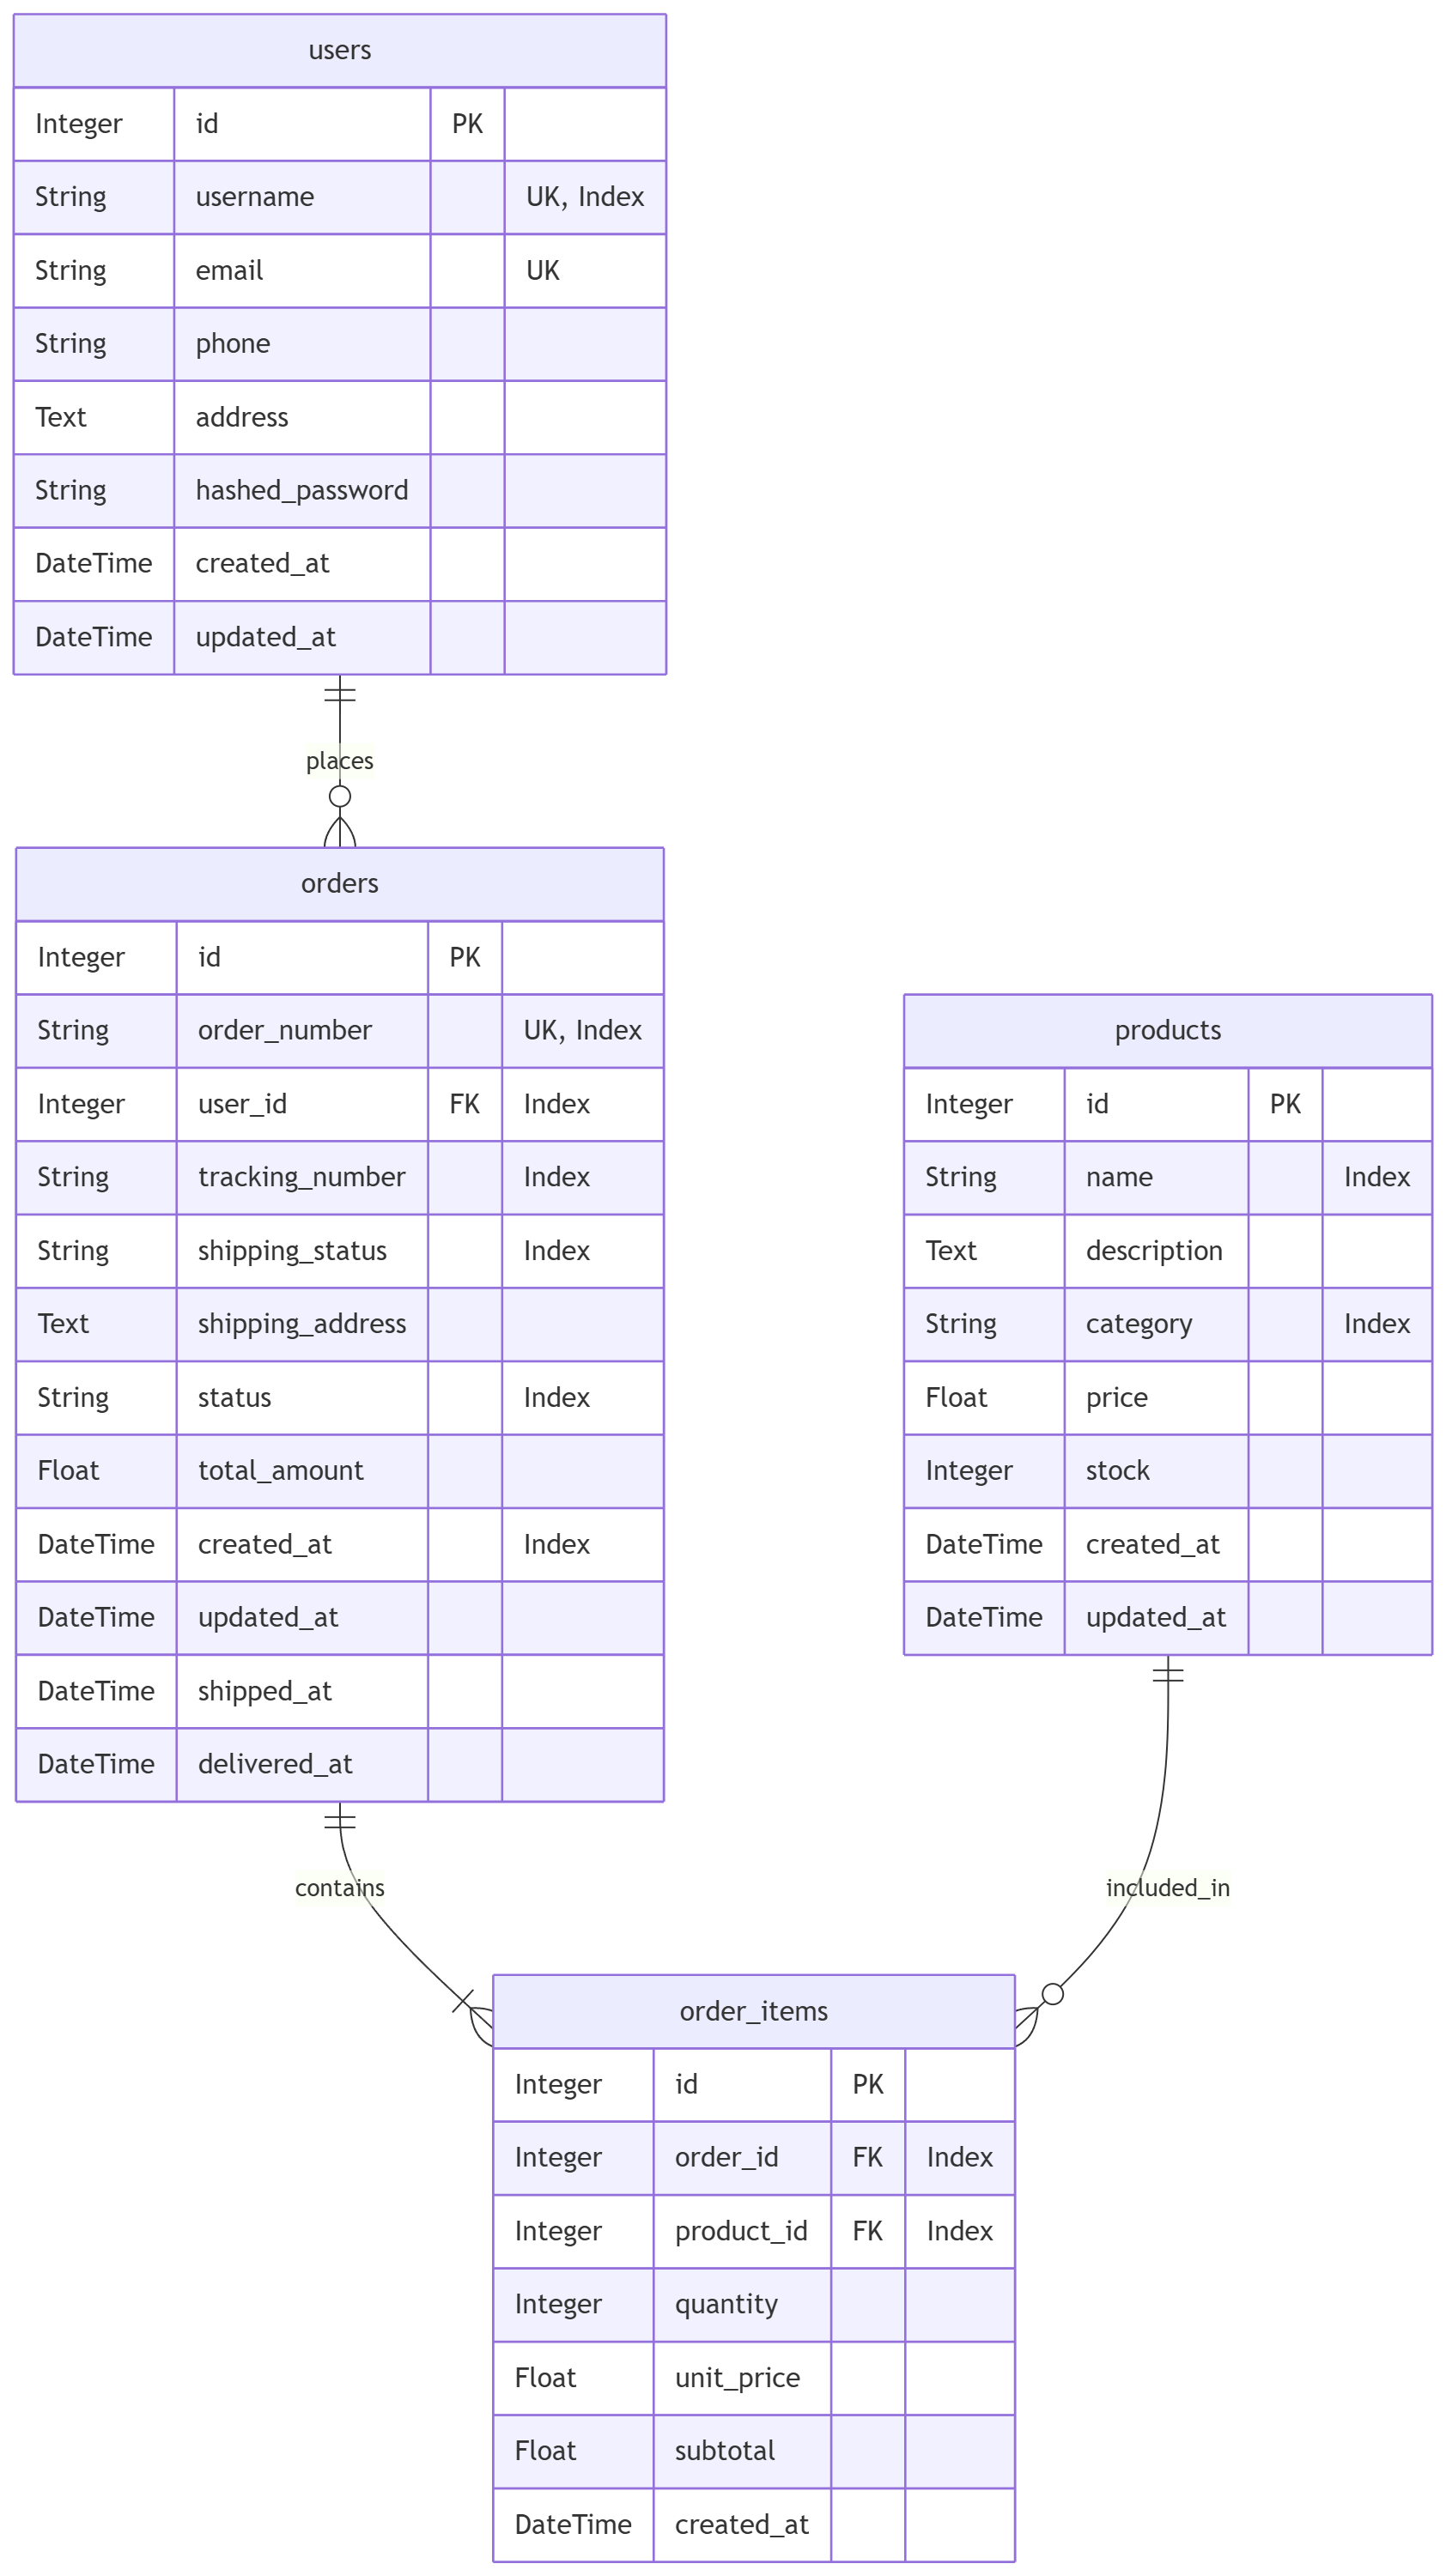 users
Integer id PK
String username UK, Index
String email UK
String phone
Text address
String hashed_password
DateTime created_at
DateTime updated_at
places
orders
Integer id PK
String order_number UK, Index
Integer user_id FK Index
String tracking_number Index
String shipping_status Index
Text shipping_address
String status Index
Float total_amount
DateTime created_at Index
DateTime updated_at
DateTime shipped_at
DateTime delivered_at
products
Integer id PK
String name Index
Text description
String category Index
Float price
Integer stock
DateTime created_at
DateTime updated_at
contains
included_in
order_items
Integer id PK
Integer order_id FK Index
Integer product_id FK Index
Integer quantity
Float unit_price
Float subtotal
DateTime created_at